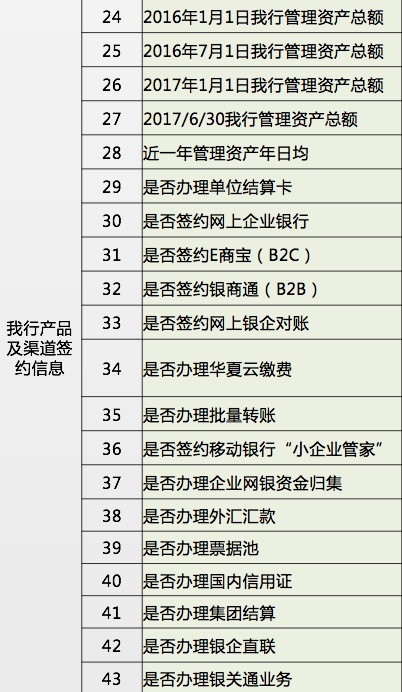 24 2016年1月1日我行管理资产总额
25 2016年7月1日我行管理资产总额
26 2017年1月1日我行管理资产总额
27 2017/6/30我行管理资产总额
28 近一年管理资产年日均
29 是否办理单位结算卡
30 是否签约网上企业银行
31 是否签约E商宝（B2C）
32 是否签约银商通（B2B）
33 是否签约网上银企对账
我行产品
及渠道签
约信息
34 是否办理华夏云缴费
35 是否办理批量转账
36 是否签约移动银行“小企业管家”
37 是否办理企业网银资金归集
38 是否办理外汇汇款
39 是否办理票据池
40 是否办理国内信用证
41 是否办理集团结算
42 是否办理银企直联
43 是否办理银关通业务